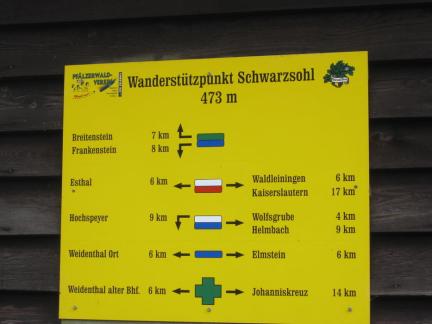 PFÄLZERWALD-
VEREIN
Wanderstützpunkt Schwarzsohl
473 m
Breitenstein 7 km
Frankenstein 8 km
Esthal 6 km Waldleiningen 6 km
Kaiserslautern 17 km
Hochspeyer 9 km Wolfsgrube 4 km
Helmbach 9 km
Weidenthal Ort 6 km Elmstein 6 km
Weidenthal alter Bhf. 6 km Johanniskreuz 14 km